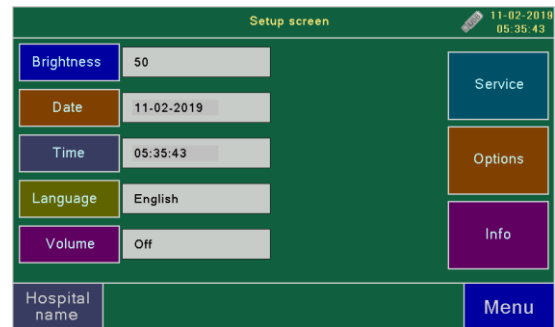 Setup screen
11-02-2019
05:35:43
Brightness 50
Date 11-02-2019
Time 05:35:43
Language English
Volume Off
Service
Options
Info
Hospital
name
Menu